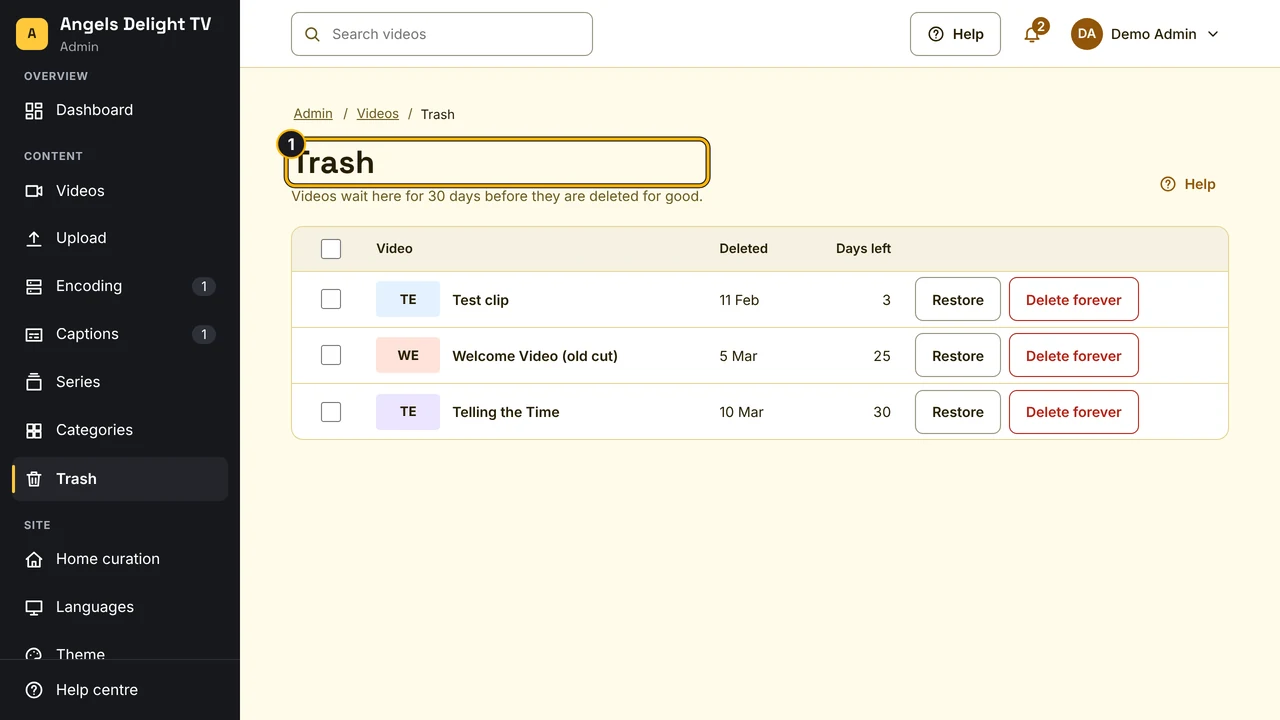 A
Angels Delight TV
Admin
OVERVIEW
Dashboard
CONTENT
Videos
Upload
Encoding 1
Captions 1
Series
Categories
Trash
SITE
Home curation
Languages
Theme
Help centre
Search videos
Help
2
DA Demo Admin
Admin / Videos / Trash
1
Trash
Videos wait here for 30 days before they are deleted for good.
Help
Video Deleted Days left
TE Test clip 11 Feb 3 Restore Delete forever
WE Welcome Video (old cut) 5 Mar 25 Restore Delete forever
TE Telling the Time 10 Mar 30 Restore Delete forever